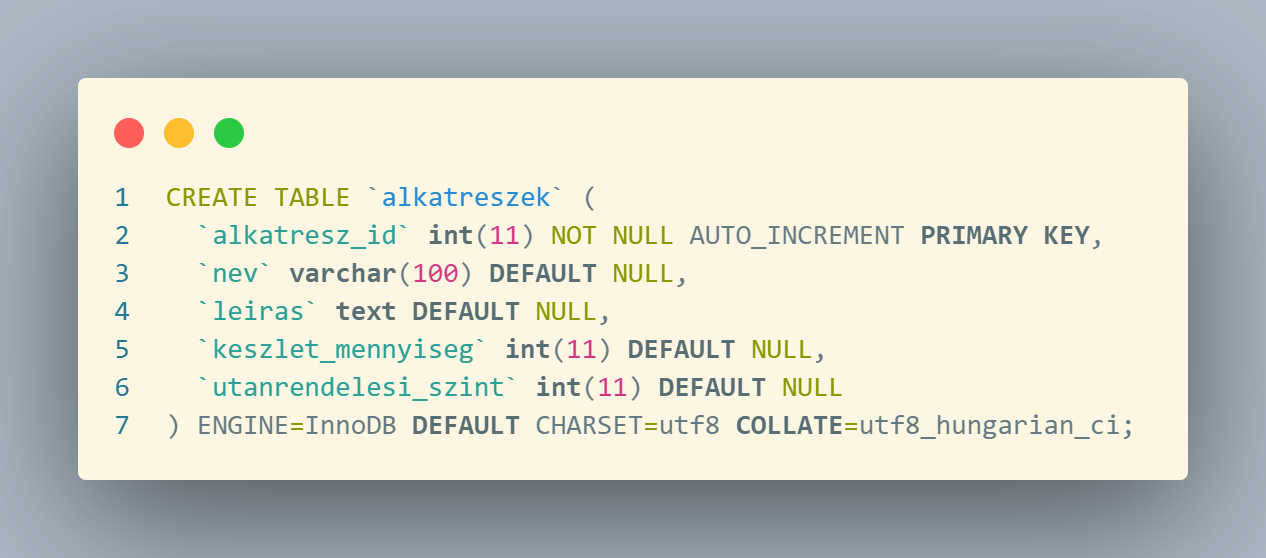 1 CREATE TABLE `alkatreszek` (
2   `alkatresz_id` int(11) NOT NULL AUTO_INCREMENT PRIMARY KEY,
3   `nev` varchar(100) DEFAULT NULL,
4   `leiras` text DEFAULT NULL,
5   `keszlet_mennyiseg` int(11) DEFAULT NULL,
6   `utanrendelesi_szint` int(11) DEFAULT NULL
7 ) ENGINE=InnoDB DEFAULT CHARSET=utf8 COLLATE=utf8_hungarian_ci;